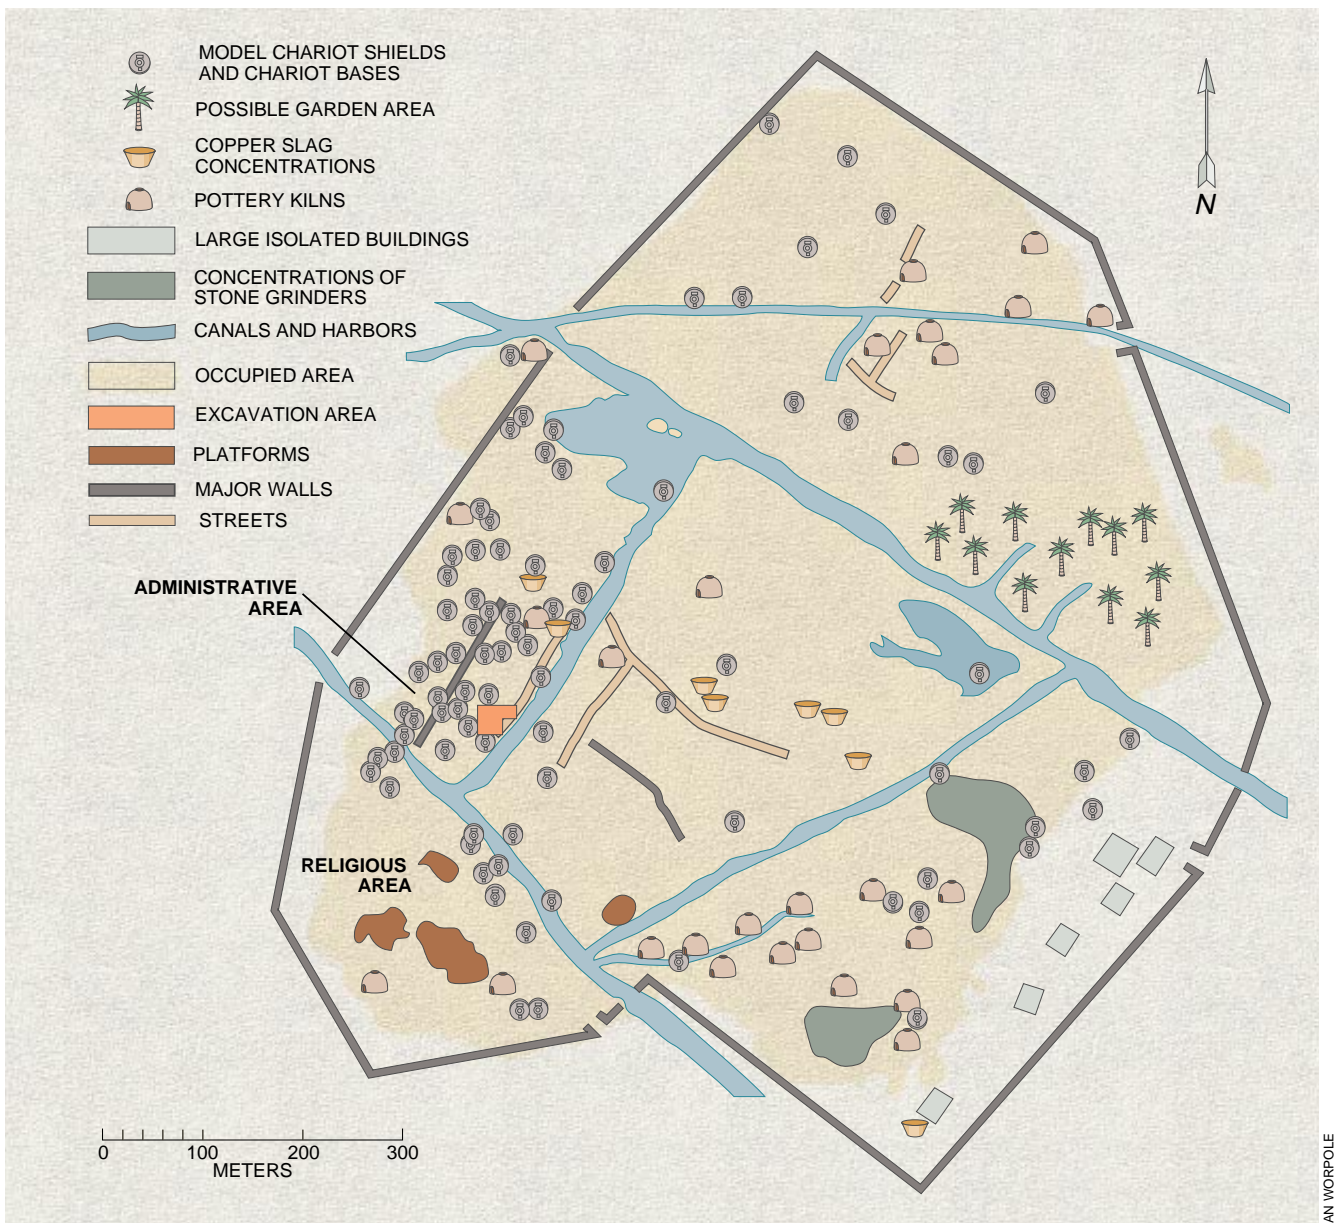 MODEL CHARIOT SHIELDS
AND CHARIOT BASES
POSSIBLE GARDEN AREA
COPPER SLAG
CONCENTRATIONS
POTTERY KILNS
LARGE ISOLATED BUILDINGS
CONCENTRATIONS OF
STONE GRINDERS
CANALS AND HARBORS
OCCUPIED AREA
EXCAVATION AREA
PLATFORMS
MAJOR WALLS
STREETS
N
ADMINISTRATIVE
AREA
RELIGIOUS
AREA
0 100 200 300
METERS
AN WORPOLE